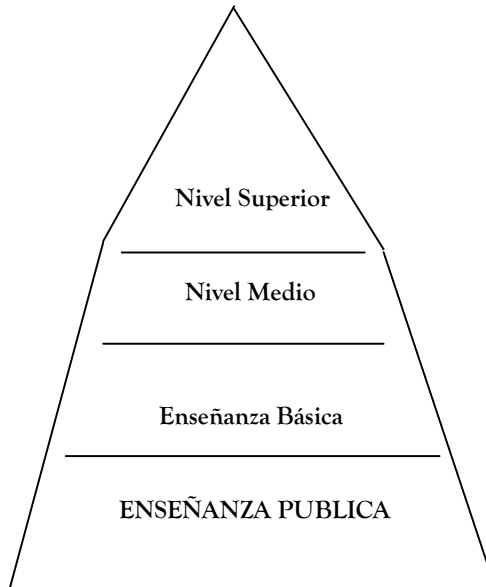 Nivel Superior
Nivel Medio
Enseñanza Básica
ENSEÑANZA PUBLICA